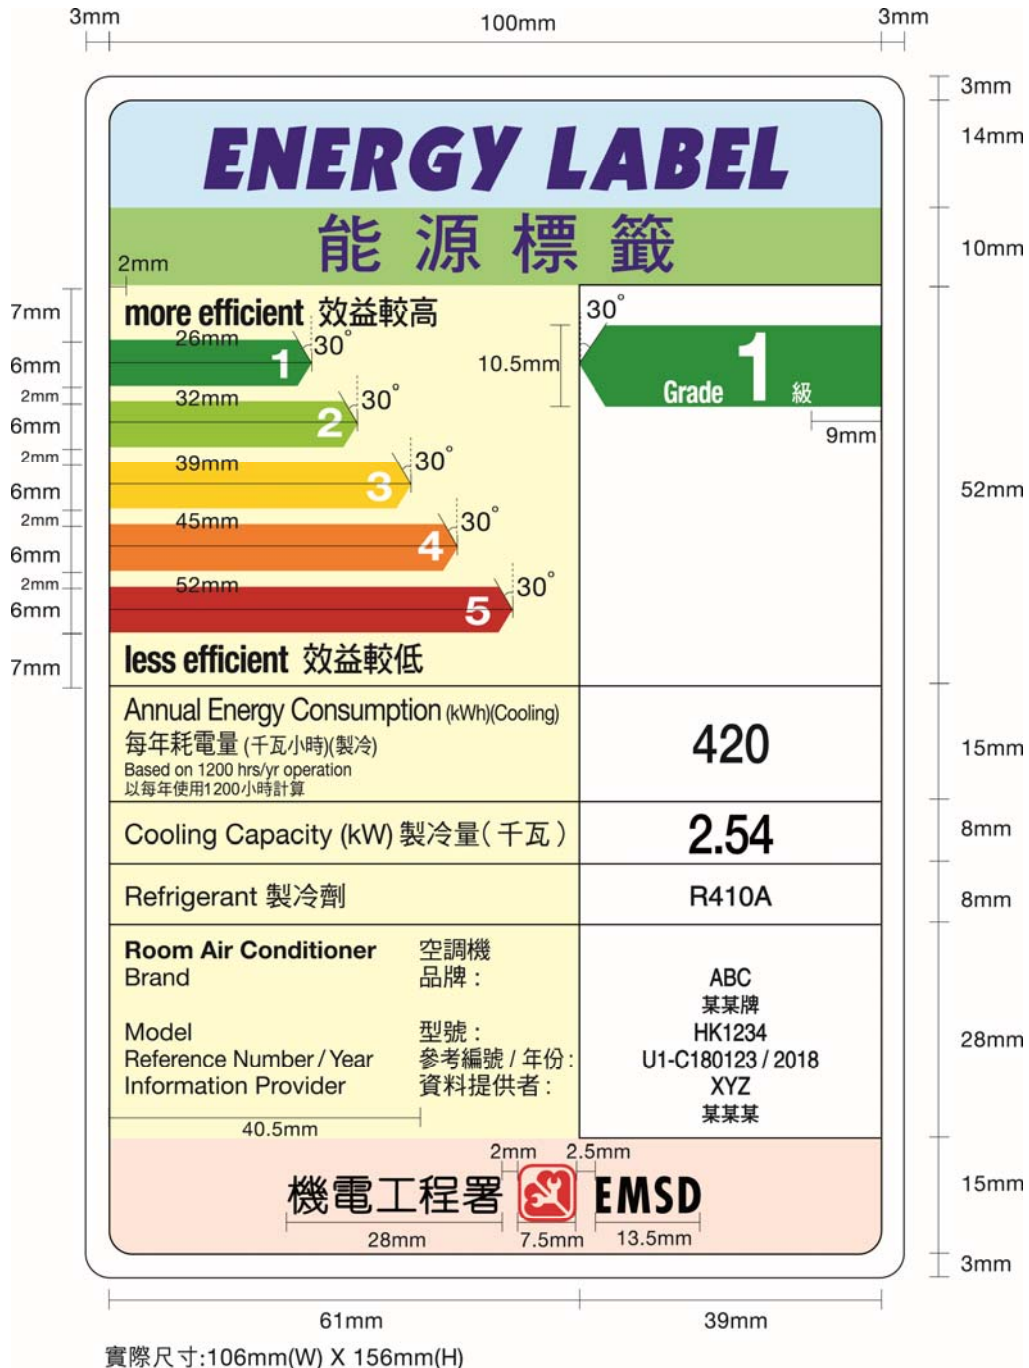 3mm 100mm 3mm
3mm
ENERGY LABEL 14mm
能源標籤 10mm
2mm
7mm more efficient 效益較高 30°
26mm
6mm 1 30° 10.5mm Grade 1 級
2mm 32mm 30°
6mm 2 9mm
2mm 39mm 30°
6mm 3 52mm
2mm 45mm 30°
6mm 4
2mm 52mm 30°
6mm 5
7mm less efficient 效益較低
Annual Energy Consumption (kWh)(Cooling)
每年耗電量 (千瓦小時)(製冷) 420 15mm
Based on 1200 hrs/yr operation
以每年使用1200小時計算
Cooling Capacity (kW) 製冷量(千瓦) 2.54 8mm
Refrigerant 製冷劑 R410A 8mm
Room Air Conditioner 空調機
Brand 品牌: ABC
某某牌
Model 型號: HK1234 28mm
Reference Number / Year 參考編號 / 年份: U1-C180123 / 2018
Information Provider 資料提供者: XYZ
某某某
40.5mm
2mm 2.5mm
機電工程署 EMSD 15mm
28mm 7.5mm 13.5mm
3mm
61mm 39mm
實際尺寸:106mm(W) X 156mm(H)